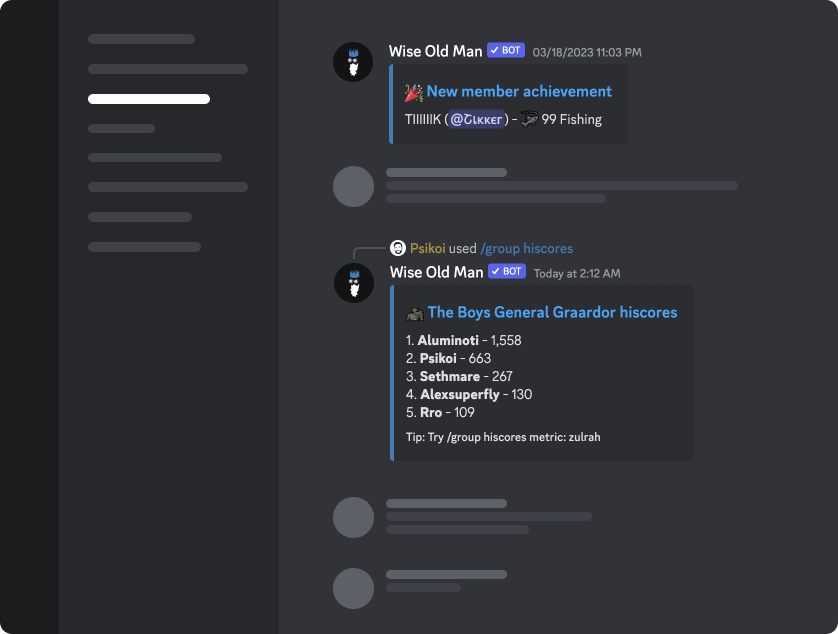 Wise Old Man ✓ BOT 03/18/2023 11:03 PM
🎉 New member achievement
TIIIIIIK (@Շɩĸĸєr) - 99 Fishing
Psikoi used /group hiscores
Wise Old Man ✓ BOT Today at 2:12 AM
The Boys General Graardor hiscores
1. Aluminoti - 1,558
2. Psikoi - 663
3. Sethmare - 267
4. Alexsuperfly - 130
5. Rro - 109
Tip: Try /group hiscores metric: zulrah